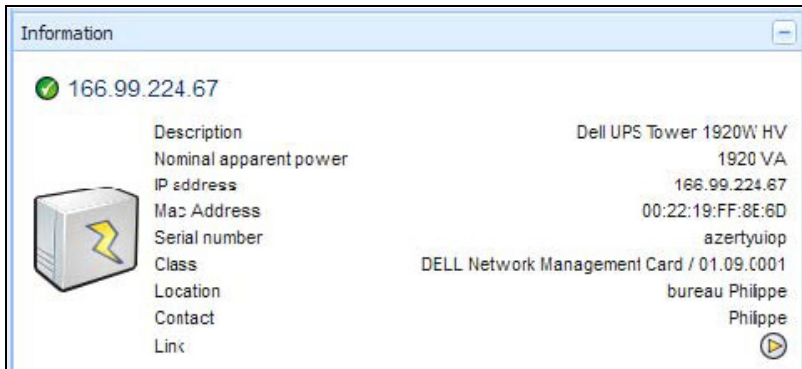 Information
166.99.224.67
Description Dell UPS Tower 1920W HV
Nominal apparent power 1920 VA
IP address 166.99.224.67
Mac Address 00:22:19:FF:8E:6D
Serial number azertyuiop
Class DELL Network Management Card / 01.09.0001
Location bureau Philippe
Contact Philippe
Link